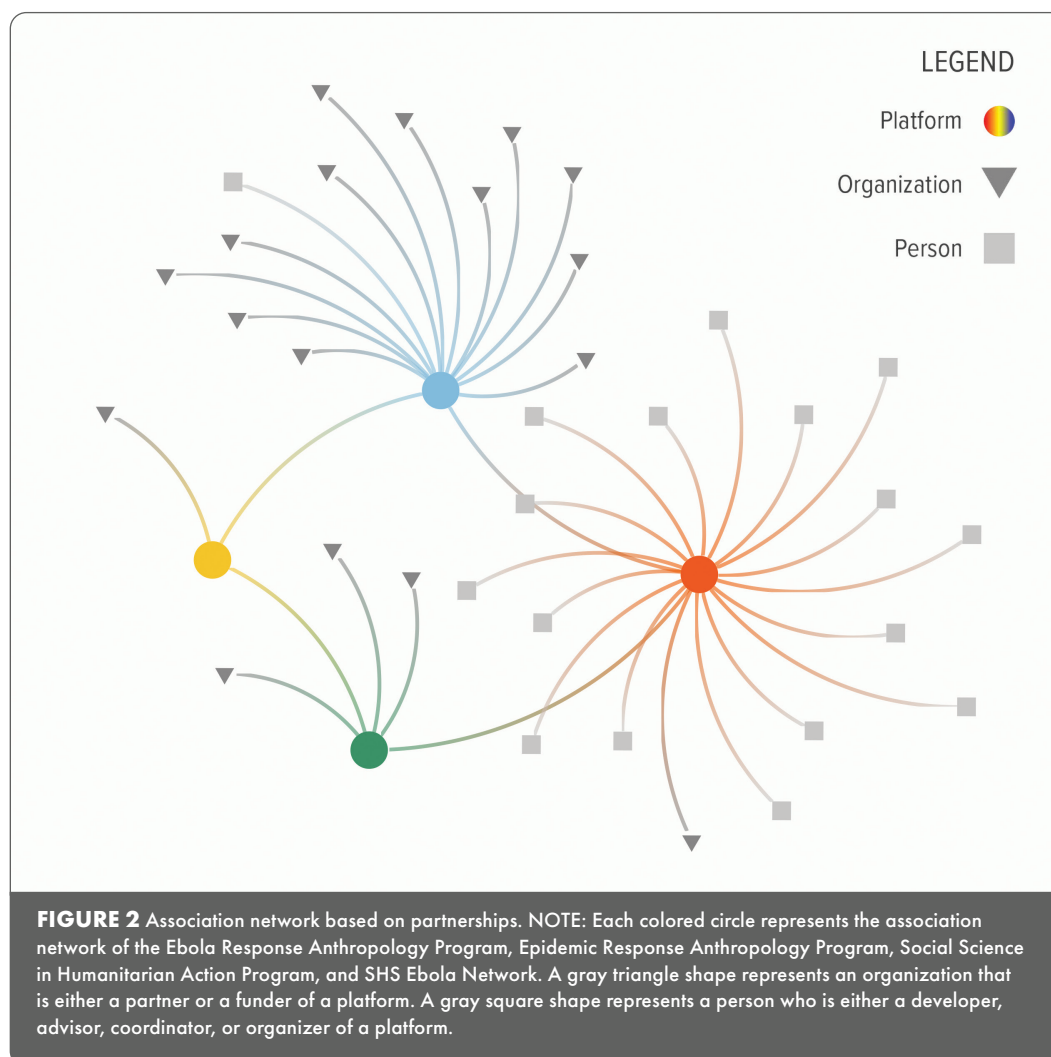 LEGEND
Platform
Organization
Person
FIGURE 2 Association network based on partnerships. NOTE: Each colored circle represents the association
network of the Ebola Response Anthropology Program, Epidemic Response Anthropology Program, Social Science
in Humanitarian Action Program, and SHS Ebola Network. A gray triangle shape represents an organization that
is either a partner or a funder of a platform. A gray square shape represents a person who is either a developer,
advisor, coordinator, or organizer of a platform.